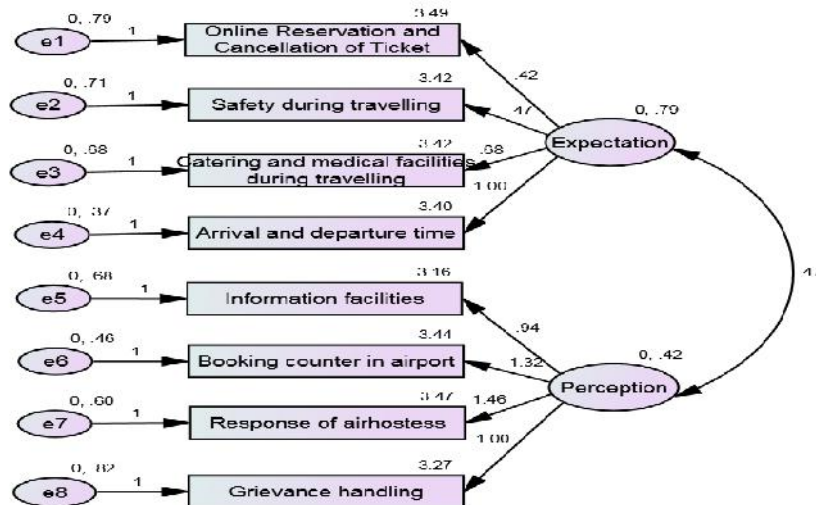 0, .79
3.49
e1
1
Online Reservation and
Cancellation of Ticket
.42
0, .71
3.42
e2
1
Safety during travelling
.47
0, .79
Expectation
0, .68
3.42
e3
1
Catering and medical facilities
during travelling
.68
1.00
0, .37
3.40
e4
1
Arrival and departure time
0, .68
3.16
e5
1
Information facilities
.94
0, .46
3.44
e6
1
Booking counter in airport
1.32
0, .42
Perception
0, .60
3.47
e7
1
Response of airhostess
1.46
1.00
0, .82
3.27
e8
1
Grievance handling